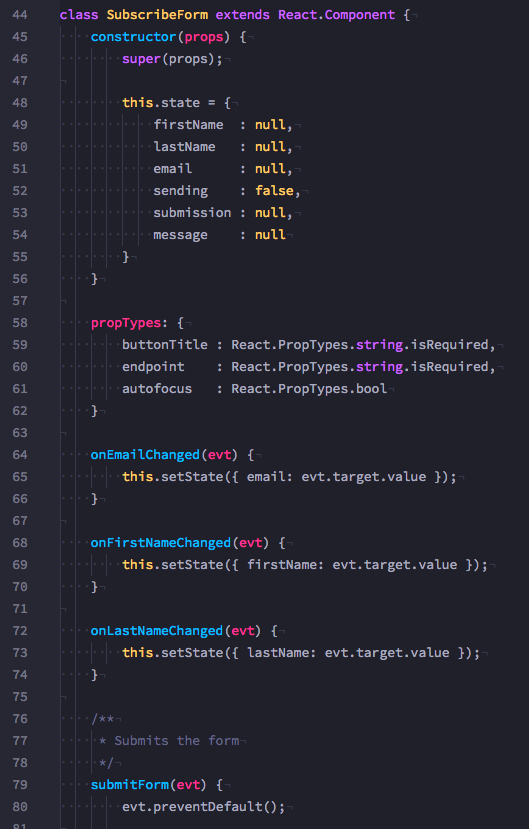 44 class SubscribeForm extends React.Component {
45     constructor(props) {
46         super(props);
47
48         this.state = {
49             firstName  : null,
50             lastName   : null,
51             email      : null,
52             sending    : false,
53             submission : null,
54             message    : null
55         }
56     }
57
58     propTypes: {
59         buttonTitle : React.PropTypes.string.isRequired,
60         endpoint    : React.PropTypes.string.isRequired,
61         autofocus   : React.PropTypes.bool
62     }
63
64     onEmailChanged(evt) {
65         this.setState({ email: evt.target.value });
66     }
67
68     onFirstNameChanged(evt) {
69         this.setState({ firstName: evt.target.value });
70     }
71
72     onLastNameChanged(evt) {
73         this.setState({ lastName: evt.target.value });
74     }
75
76     /**
77      * Submits the form
78      */
79     submitForm(evt) {
80         evt.preventDefault();
81